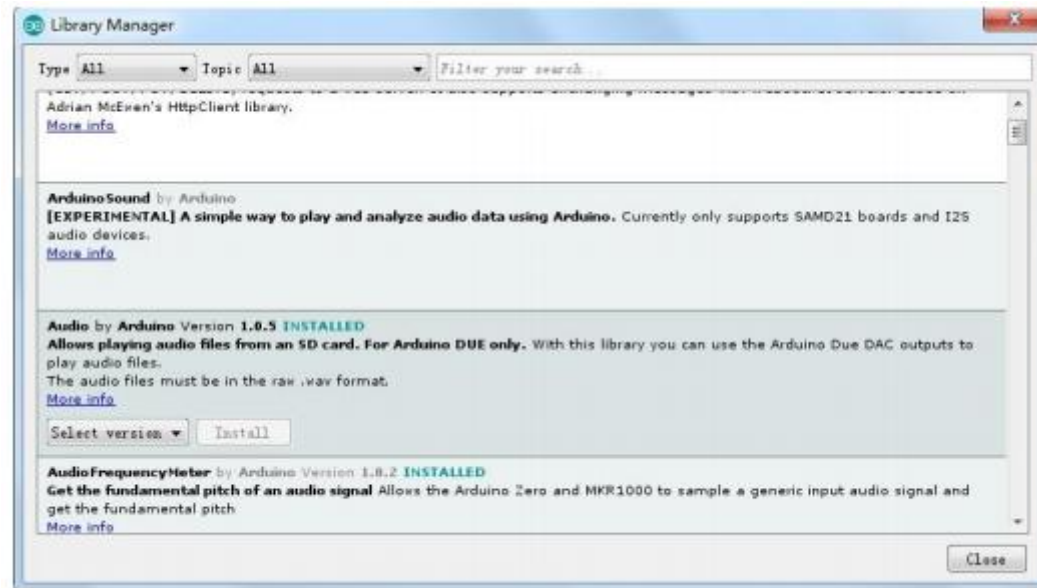 Library Manager
Type All Topic All Filter your search...
Adrian McEwen's HttpClient library.
More info
ArduinoSound by Arduino
[EXPERIMENTAL] A simple way to play and analyze audio data using Arduino. Currently only supports SAMD21 boards and I2S
audio devices.
More info
Audio by Arduino Version 1.0.5 INSTALLED
Allows playing audio files from an SD card. For Arduino DUE only. With this library you can use the Arduino Due DAC outputs to
play audio files.
The audio files must be in the raw .wav format.
More info
Select version Install
AudioFrequencyMeter by Arduino Version 1.0.2 INSTALLED
Get the fundamental pitch of an audio signal Allows the Arduino Zero and MKR1000 to sample a generic input audio signal and
get the fundamental pitch
More info
Close